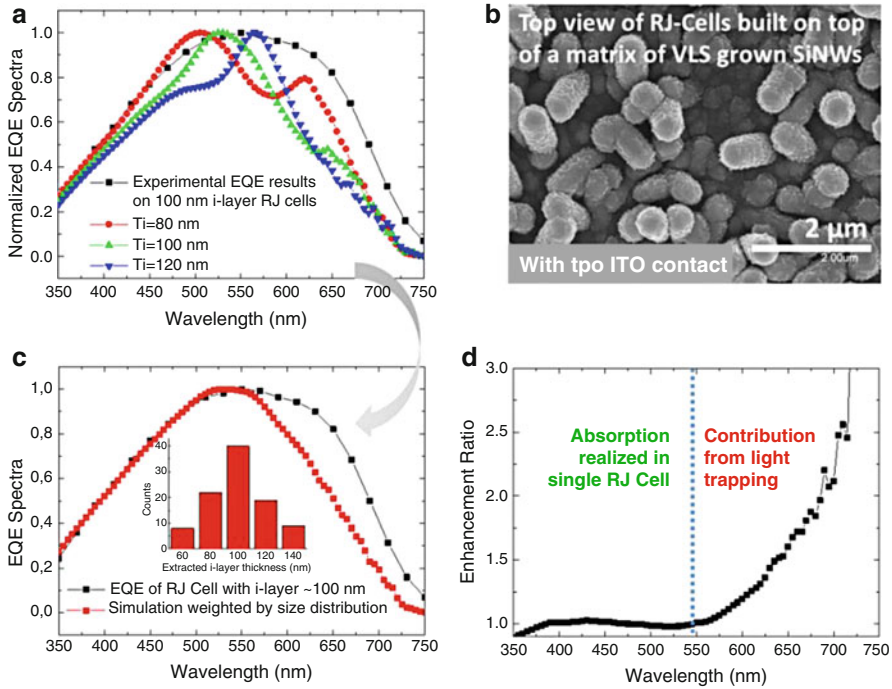 a
Normalized EQE Spectra
1.0
0.8
0.6
0.4
0.2
0.0
Experimental EQE results
on 100 nm i-layer RJ cells
Ti=80 nm
Ti=100 nm
Ti=120 nm
350 400 450 500 550 600 650 700 750
Wavelength (nm)
b
Top view of RJ-Cells built on top
of a matrix of VLS grown SiNWs
2 µm
2.00um
With tpo ITO contact
c
EQE Spectra
1,0
0,8
0,6
0,4
0,2
0,0
Counts
40
30
20
10
0
60 80 100 120 140
Extracted i-layer thickness (nm)
EQE of RJ Cell with i-layer ~100 nm
Simulation weighted by size distribution
350 400 450 500 550 600 650 700 750
Wavelength (nm)
d
Enhancement Ratio
3.0
2.5
2.0
1.5
1.0
Absorption
realized in
single RJ Cell
Contribution
from light
trapping
350 400 450 500 550 600 650 700 750
Wavelength (nm)